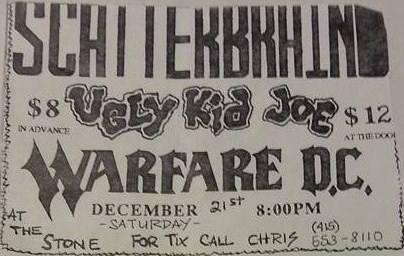 SCATTERBRAIN
$8 UGLY KID JOE $12
IN ADVANCE AT THE DOOR
WARFARE D.C.
DECEMBER 21st 8:00PM
-SATURDAY-
AT THE STONE FOR TIX CALL CHRIS (415) 553-8110